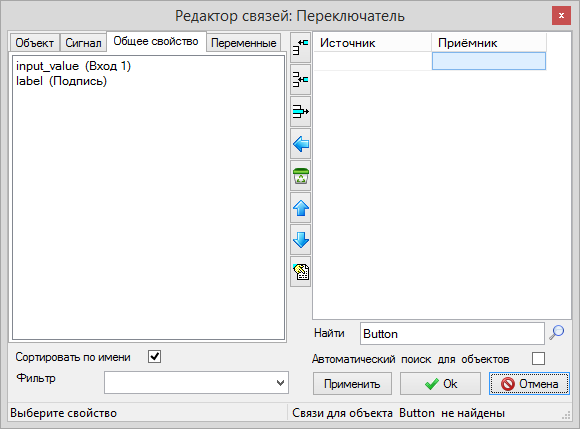 Редактор связей: Переключатель
x
Объект Сигнал Общее свойство Переменные
input_value (Вход 1)
label (Подпись)
Источник Приёмник
Найти Button
Сортировать по имени
Автоматический поиск для объектов
Фильтр
Применить Ok Отмена
Выберите свойство
Связи для объекта Button не найдены